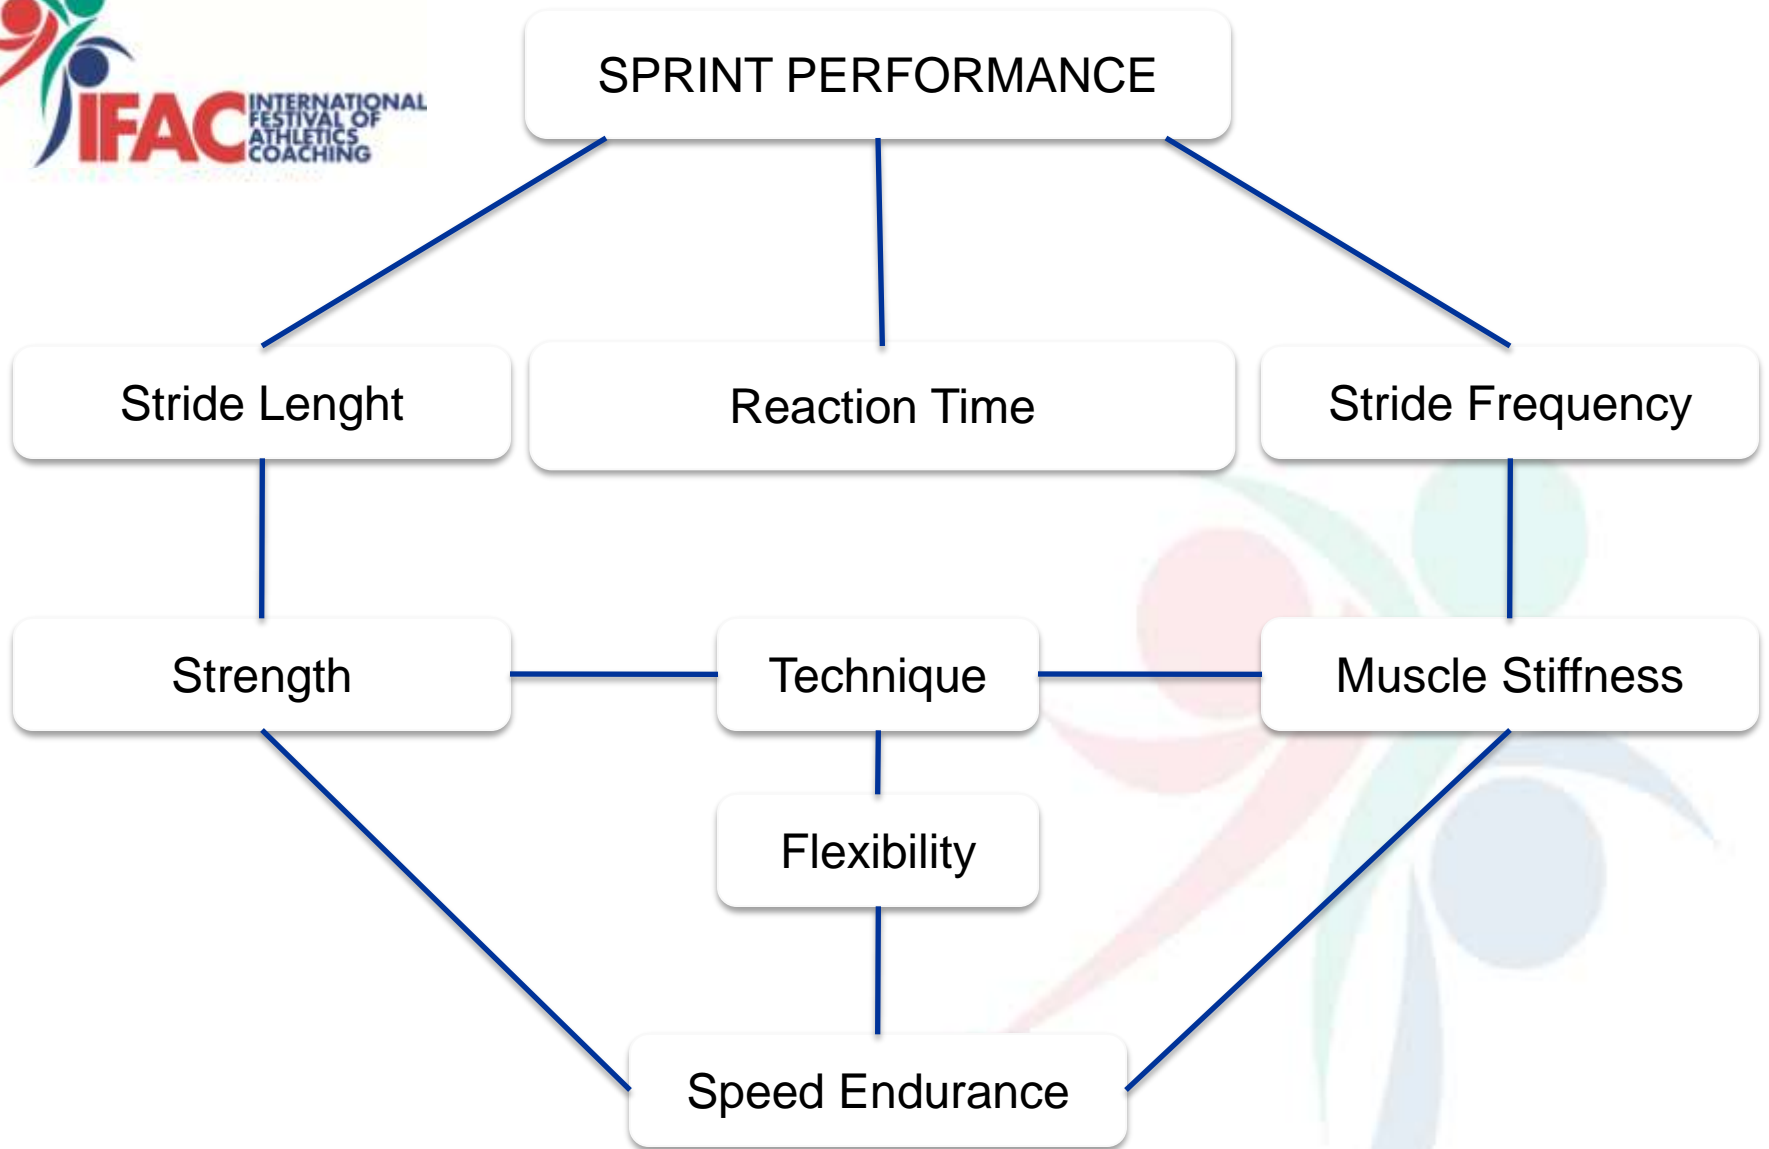 IFAC
INTERNATIONAL
FESTIVAL OF
ATHLETICS
COACHING
SPRINT PERFORMANCE
Stride Lenght
Reaction Time
Stride Frequency
Strength
Technique
Muscle Stiffness
Flexibility
Speed Endurance